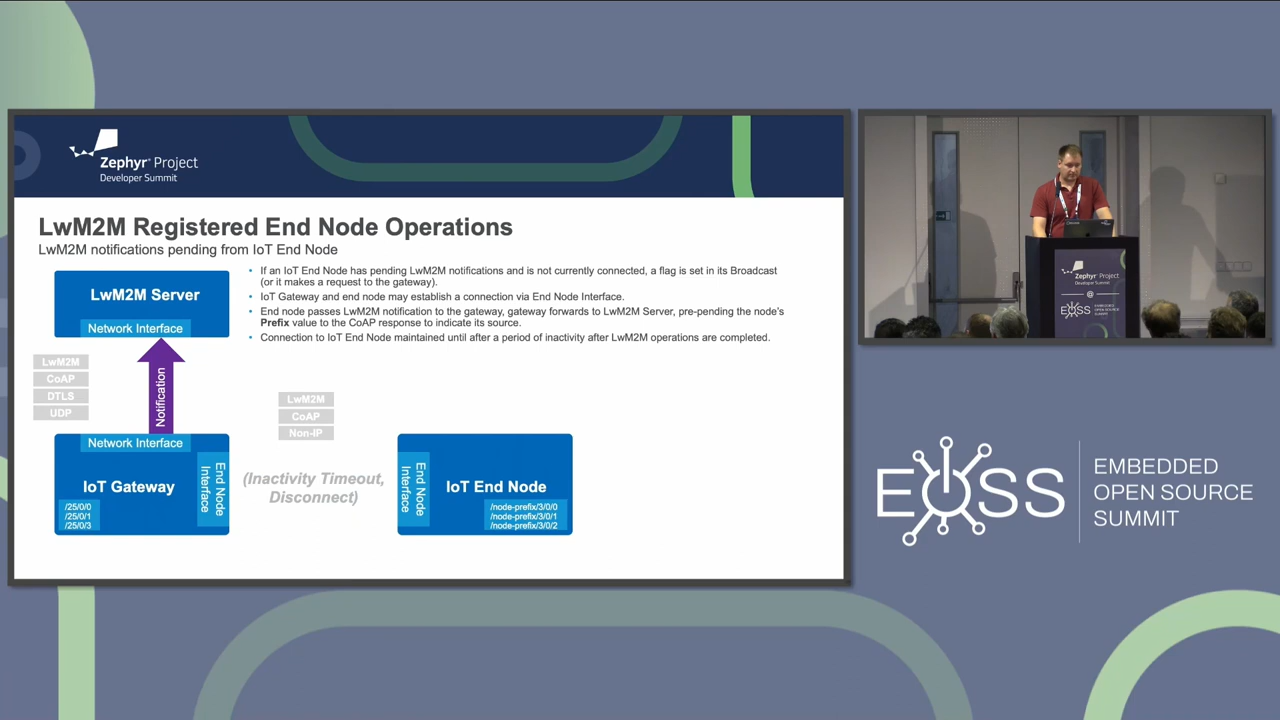 Zephyr® Project
Developer Summit
LwM2M Registered End Node Operations
LwM2M notifications pending from IoT End Node
• If an IoT End Node has pending LwM2M notifications and is not currently connected, a flag is set in its Broadcast
(or it makes a request to the gateway).
• IoT Gateway and end node may establish a connection via End Node Interface.
• End node passes LwM2M notification to the gateway, gateway forwards to LwM2M Server, pre-pending the node's
Prefix value to the CoAP response to indicate its source.
• Connection to IoT End Node maintained until after a period of inactivity after LwM2M operations are completed.
LwM2M Server
Network Interface
LwM2M
CoAP
DTLS
UDP
Notification
LwM2M
CoAP
Non-IP
Network Interface
IoT Gateway
End Node
Interface
/25/0/0
/25/0/1
/25/0/3
(Inactivity Timeout,
Disconnect)
End Node
Interface
IoT End Node
/node-prefix/3/0/0
/node-prefix/3/0/1
/node-prefix/3/0/2
Zephyr Project
Developer Summit
@
EOSS
EOSS
EMBEDDED
OPEN SOURCE
SUMMIT